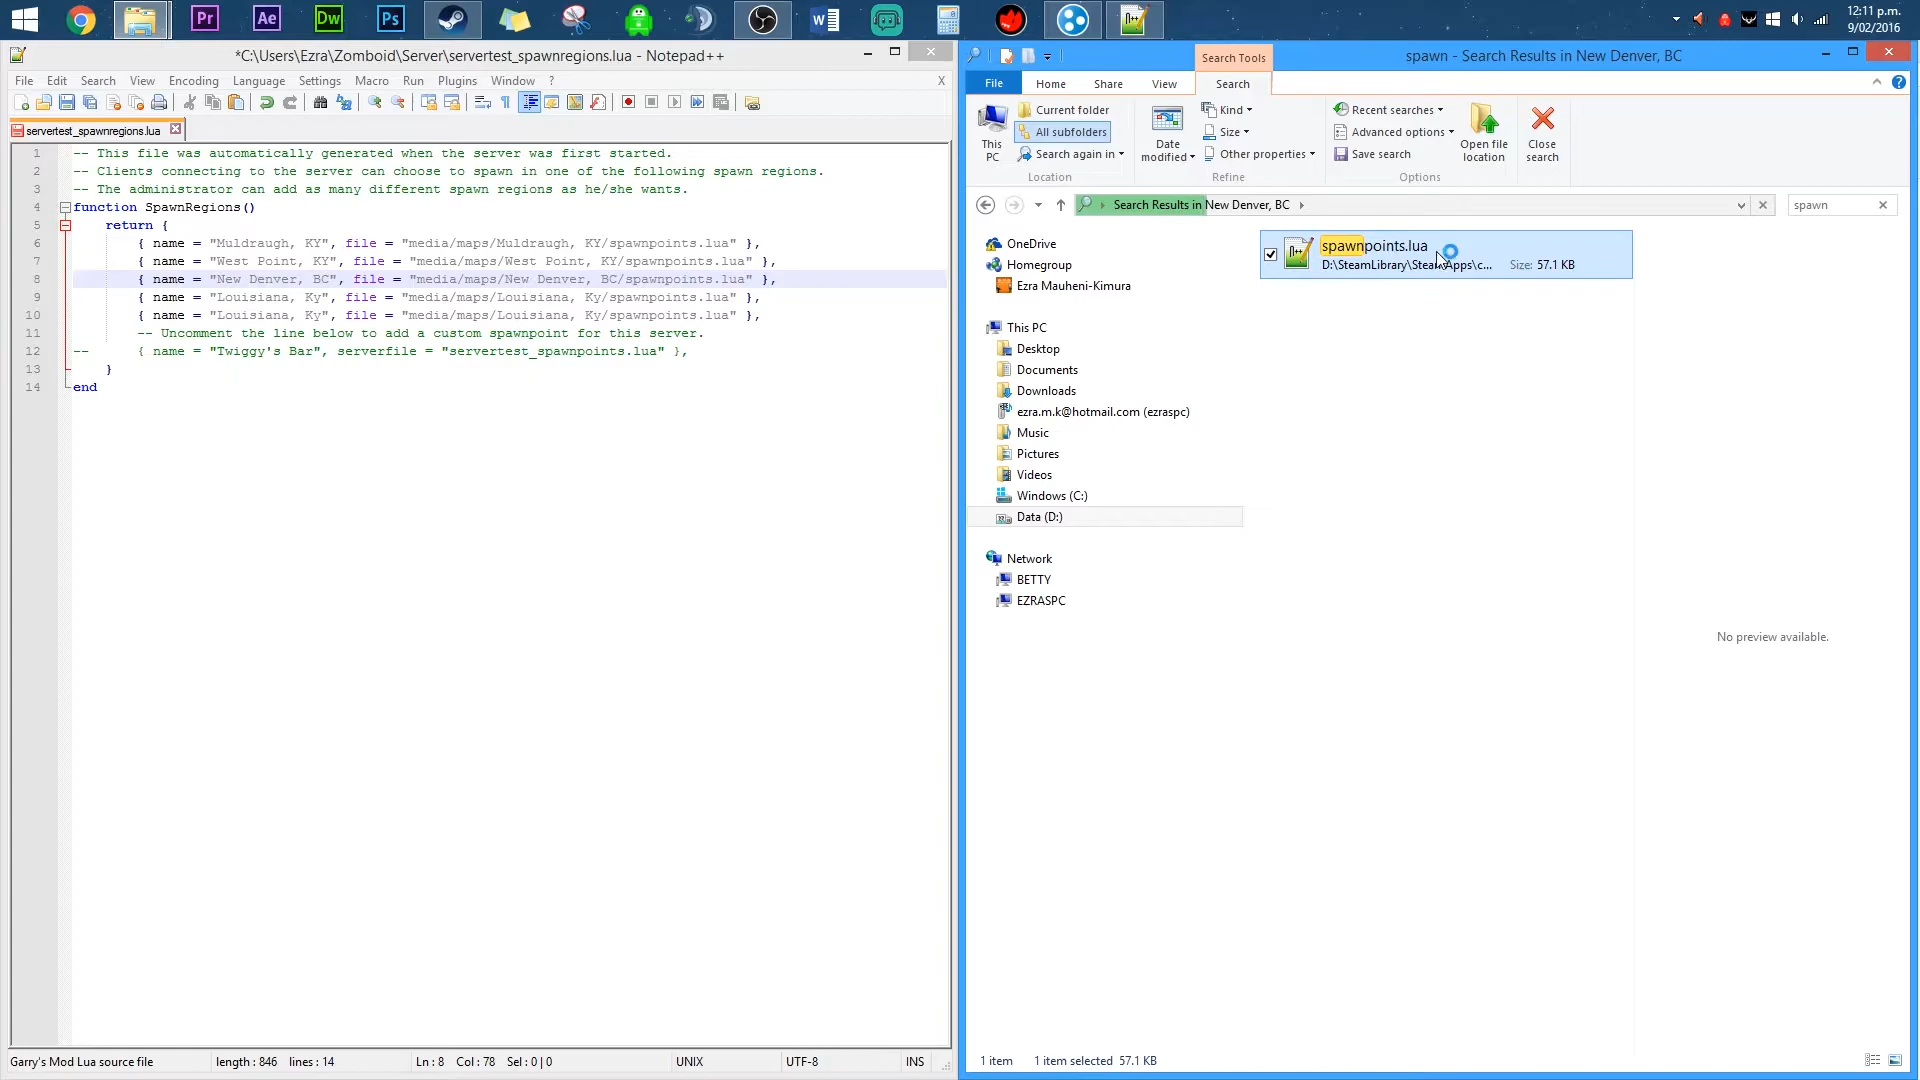 Pr
Ae
Dw
Ps
12:11 p.m.
9/02/2016
*C:\Users\Ezra\Zomboid\Server\servertest_spawnregions.lua - Notepad++
File Edit Search View Encoding Language Settings Macro Run Plugins Window ? X
servertest_spawnregions.lua
1 -- This file was automatically generated when the server was first started.
2 -- Clients connecting to the server can choose to spawn in one of the following spawn regions.
3 -- The administrator can add as many different spawn regions as he/she wants.
4 function SpawnRegions()
5 return {
6 { name = "Muldraugh, KY", file = "media/maps/Muldraugh, KY/spawnpoints.lua" },
7 { name = "West Point, KY", file = "media/maps/West Point, KY/spawnpoints.lua" },
8 { name = "New Denver, BC", file = "media/maps/New Denver, BC/spawnpoints.lua" },
9 { name = "Louisiana, Ky", file = "media/maps/Louisiana, Ky/spawnpoints.lua" },
10 { name = "Louisiana, Ky", file = "media/maps/Louisiana, Ky/spawnpoints.lua" },
11 -- Uncomment the line below to add a custom spawnpoint for this server.
12 -- { name = "Twiggy's Bar", serverfile = "servertest_spawnpoints.lua" },
13 }
14 end
Garry's Mod Lua source file length : 846 lines : 14 Ln : 8 Col : 78 Sel : 0 | 0 UNIX UTF-8 INS
Search Tools
spawn - Search Results in New Denver, BC
File Home Share View Search
This PC
Current folder
All subfolders
Search again in
Location
Date modified
Kind
Size
Other properties
Refine
Recent searches
Advanced options
Save search
Options
Open file location
Close search
Search Results in New Denver, BC
spawn
OneDrive
Homegroup
Ezra Mauheni-Kimura
This PC
Desktop
Documents
Downloads
ezra.m.k@hotmail.com (ezraspc)
Music
Pictures
Videos
Windows (C:)
Data (D:)
Network
BETTY
EZRASPC
spawnpoints.lua
D:\SteamLibrary\SteamApps\c... Size: 57.1 KB
No preview available.
1 item 1 item selected 57.1 KB